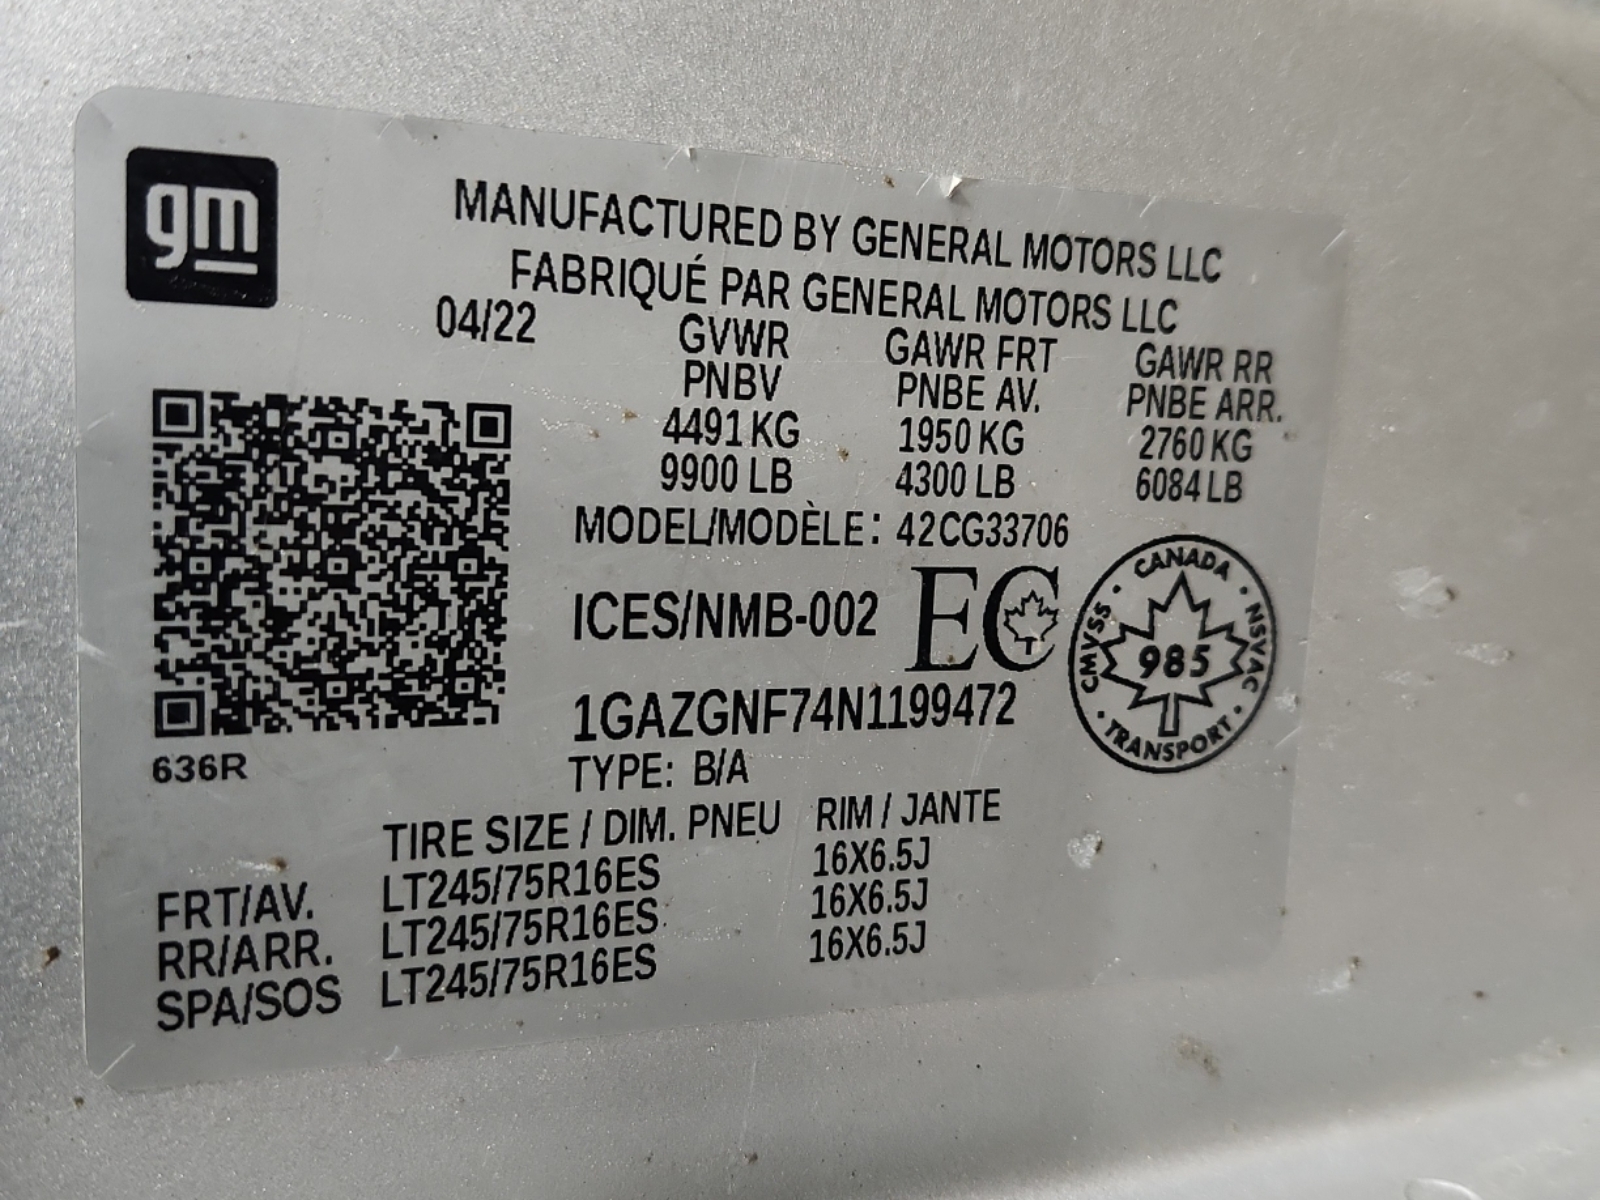 gm
MANUFACTURED BY GENERAL MOTORS LLC
FABRIQUÉ PAR GENERAL MOTORS LLC
04/22 GVWR GAWR FRT GAWR RR
PNBV PNBE AV. PNBE ARR.
4491 KG 1950 KG 2760 KG
9900 LB 4300 LB 6084 LB
MODEL/MODÈLE: 42CG33706
ICES/NMB-002 EC
CANADA
CMVSS 985 NSVAC
TRANSPORT
1GAZGNF74N1199472
636R
TYPE: B/A
TIRE SIZE / DIM. PNEU RIM / JANTE
FRT/AV. LT245/75R16ES 16X6.5J
RR/ARR. LT245/75R16ES 16X6.5J
SPA/SOS LT245/75R16ES 16X6.5J